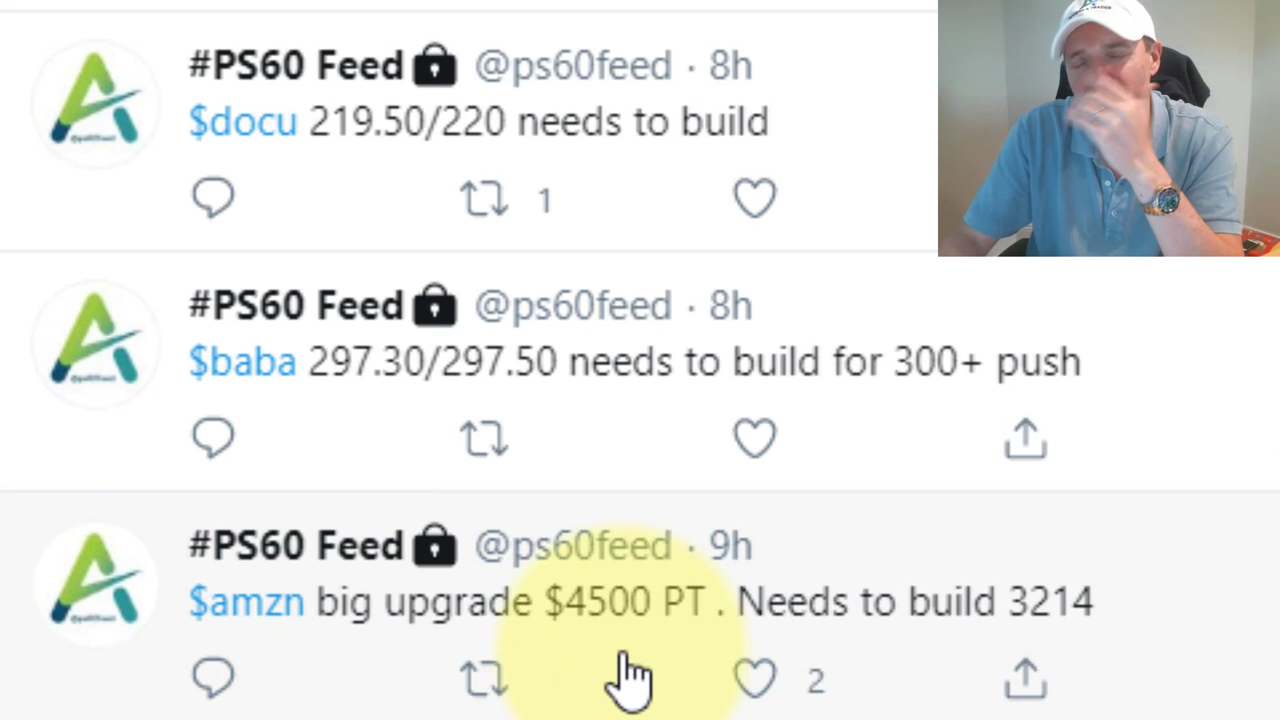 #PS60 Feed @ps60feed · 8h
$docu 219.50/220 needs to build
1
#PS60 Feed @ps60feed · 8h
$baba 297.30/297.50 needs to build for 300+ push
#PS60 Feed @ps60feed · 9h
$amzn big upgrade $4500 PT . Needs to build 3214
2